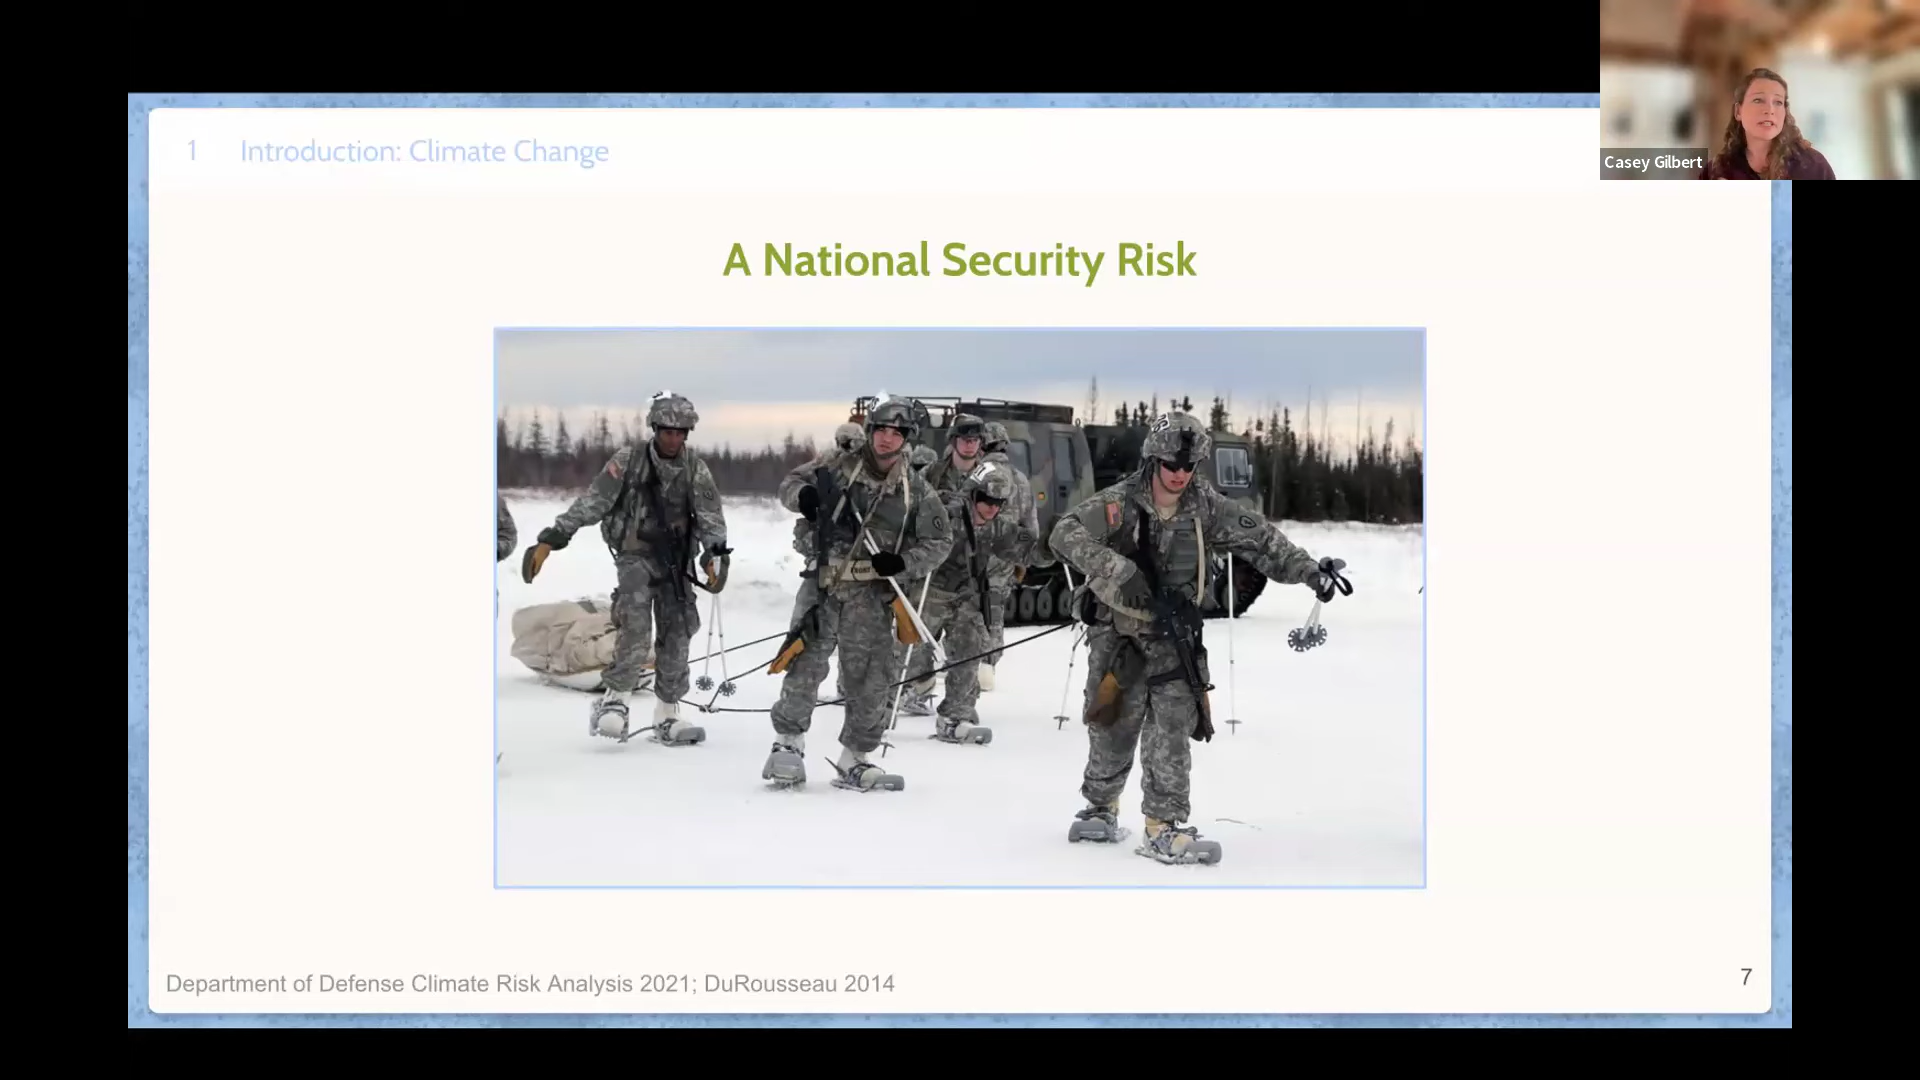 Casey Gilbert
1 Introduction: Climate Change
A National Security Risk
Department of Defense Climate Risk Analysis 2021; DuRousseau 2014
7